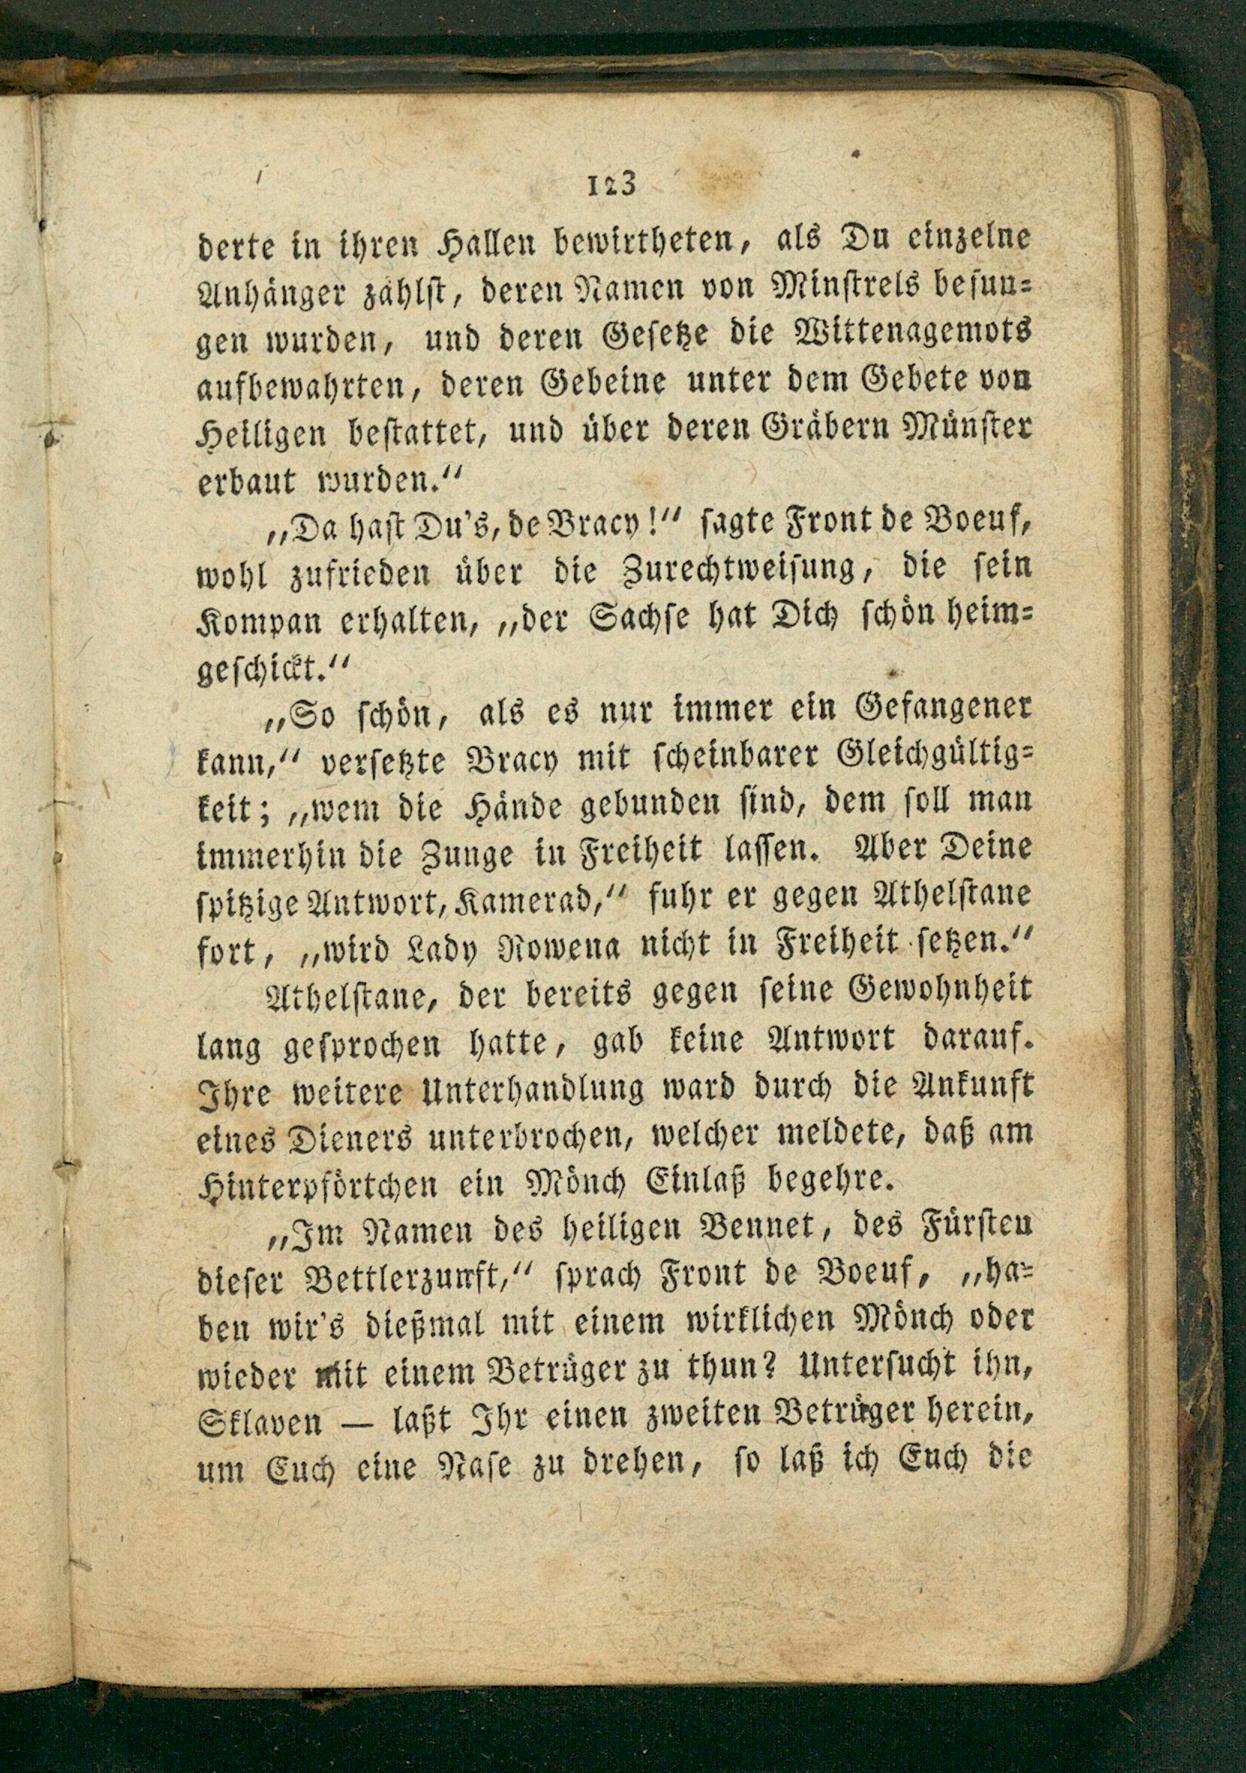 123
derte in ihren Hallen bewirtheten, als Du einzelne
Anhänger zählst, deren Namen von Minstrels besun-
gen wurden, und deren Gesetze die Wittenagemots
aufbewahrten, deren Gebeine unter dem Gebete von
Heiligen bestattet, und über deren Gräbern Münster
erbaut wurden.“
„Da hast Du's, de Bracy!“ sagte Front de Boeuf,
wohl zufrieden über die Zurechtweisung, die sein
Kompan erhalten, „der Sachse hat Dich schön heim-
geschickt.“
„So schön, als es nur immer ein Gefangener
kann,“ versetzte Bracy mit scheinbarer Gleichgültig-
keit; „wem die Hände gebunden sind, dem soll man
immerhin die Zunge in Freiheit lassen. Aber Deine
spitzige Antwort, Kamerad,“ fuhr er gegen Athelstane
fort, „wird Lady Rowena nicht in Freiheit setzen.“
Athelstane, der bereits gegen seine Gewohnheit
lang gesprochen hatte, gab keine Antwort darauf.
Ihre weitere Unterhandlung ward durch die Ankunft
eines Dieners unterbrochen, welcher meldete, daß am
Hinterpförtchen ein Mönch Einlaß begehre.
„Im Namen des heiligen Bennet, des Fürsten
dieser Bettlerzunft,“ sprach Front de Boeuf, „ha-
ben wir's dießmal mit einem wirklichen Mönch oder
wieder mit einem Betrüger zu thun? Untersucht ihn,
Sklaven — laßt Ihr einen zweiten Betrüger herein,
um Euch eine Nase zu drehen, so laß ich Euch die